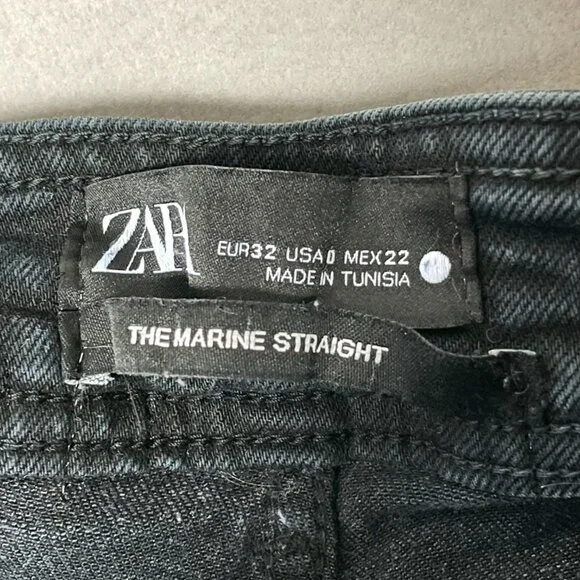 ZARA
EUR32 USA0 MEX22
MADE IN TUNISIA
THE MARINE STRAIGHT